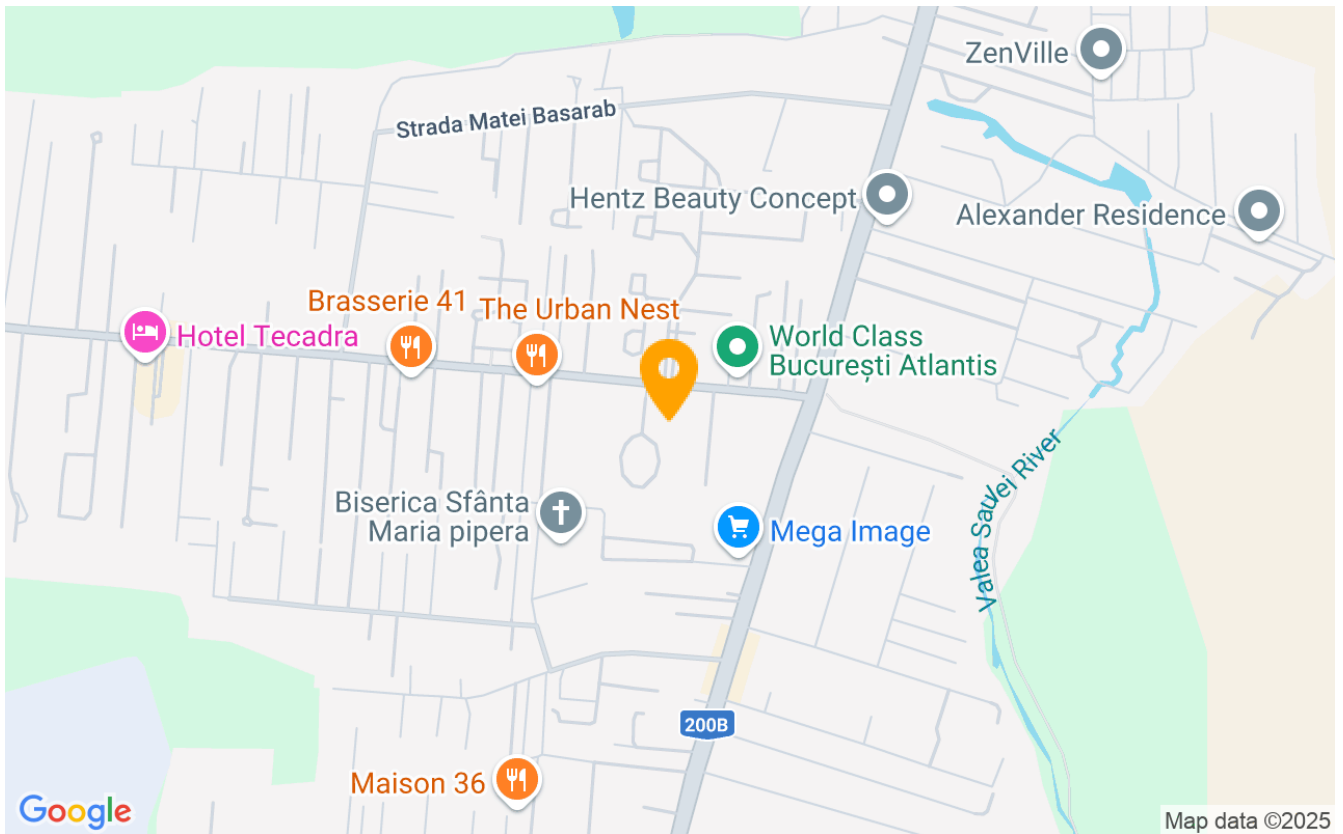 ZenVille
Strada Matei Basarab
Hentz Beauty Concept
Alexander Residence
Brasserie 41
The Urban Nest
Hotel Tecadra
World Class
București Atlantis
Valea Saulei River
Biserica Sfânta
Maria pipera
Mega Image
200B
Maison 36
Google
Map data ©2025